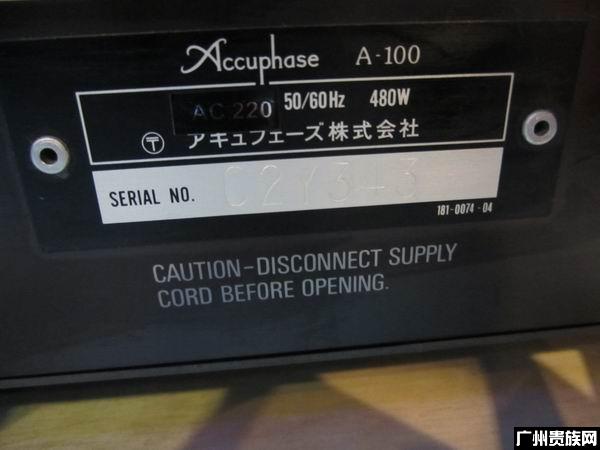 Accuphase A-100
AC 220 50/60Hz 480W
〒 アキュフェーズ株式会社
SERIAL NO.
181-0074-04
CAUTION-DISCONNECT SUPPLY
CORD BEFORE OPENING.
广州贵族网